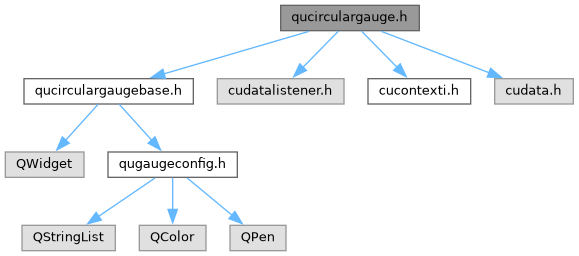 qucirculargauge.h
qucirculargaugebase.h
cudatalistener.h
cucontexti.h
cudata.h
QWidget
qugaugeconfig.h
QStringList
QColor
QPen